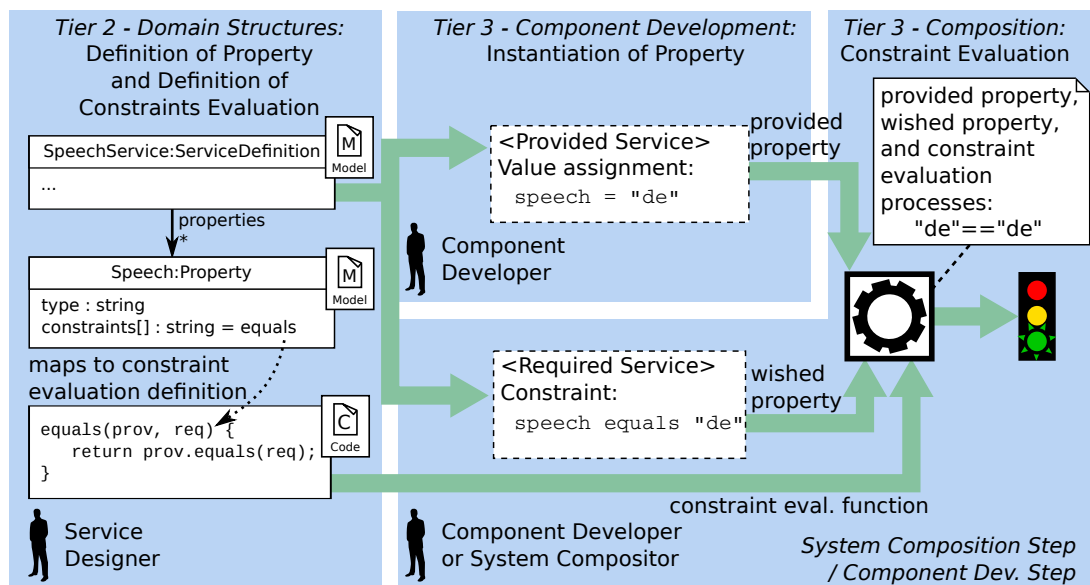 Tier 2 - Domain Structures:
Definition of Property
and Definition of
Constraints Evaluation
SpeechService:ServiceDefinition
...
M
Model
properties
*
Speech:Property
type : string
constraints[] : string = equals
M
Model
maps to constraint
evaluation definition
equals(prov, req) {
return prov.equals(req);
}
C
Code
Service
Designer
Tier 3 - Component Development:
Instantiation of Property
<Provided Service>
Value assignment:
speech = "de"
provided
property
Component
Developer
<Required Service>
Constraint:
speech equals "de"
wished
property
constraint eval. function
Component Developer
or System Compositor
Tier 3 - Composition:
Constraint Evaluation
provided property,
wished property,
and constraint
evaluation
processes:
"de"=="de"
System Composition Step
/ Component Dev. Step